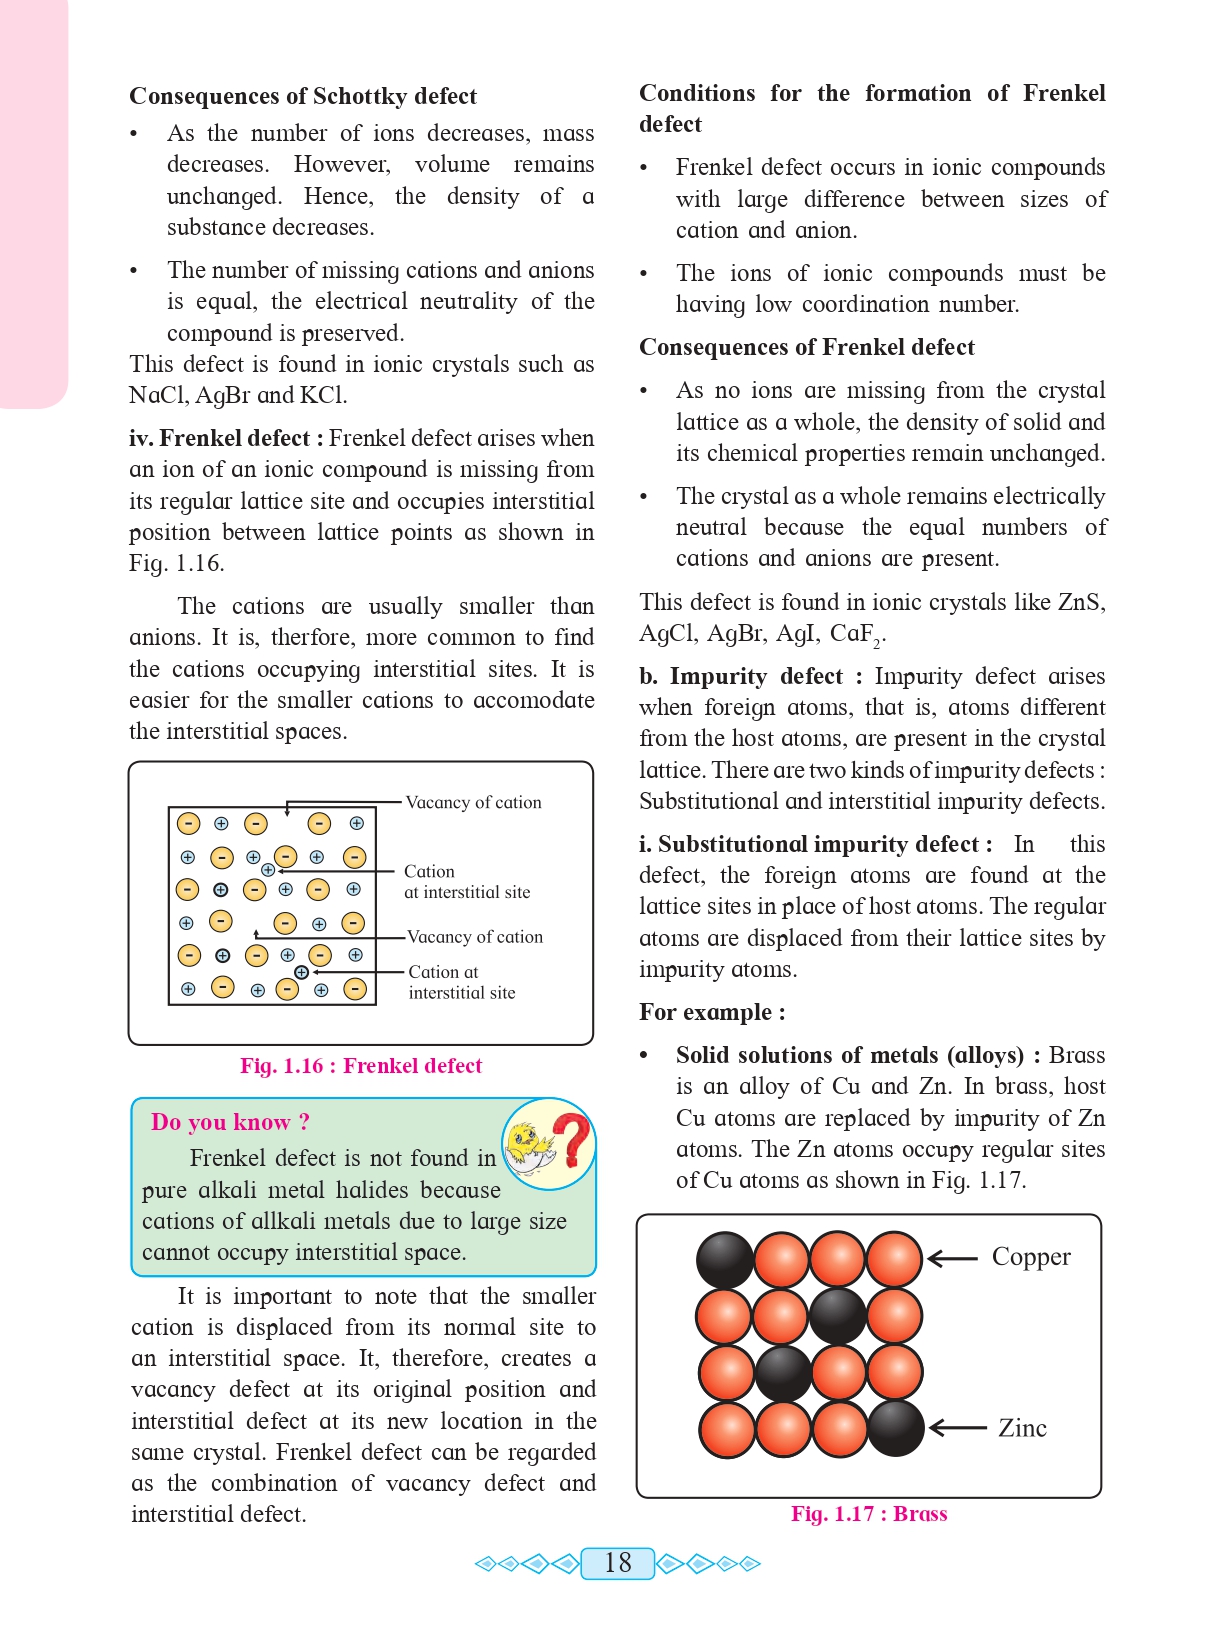 Consequences of Schottky defect
• As the number of ions decreases, mass
decreases. However, volume remains
unchanged. Hence, the density of a
substance decreases.
• The number of missing cations and anions
is equal, the electrical neutrality of the
compound is preserved.
This defect is found in ionic crystals such as
NaCl, AgBr and KCl.
iv. Frenkel defect : Frenkel defect arises when
an ion of an ionic compound is missing from
its regular lattice site and occupies interstitial
position between lattice points as shown in
Fig. 1.16.
The cations are usually smaller than
anions. It is, therfore, more common to find
the cations occupying interstitial sites. It is
easier for the smaller cations to accomodate
the interstitial spaces.
Vacancy of cation
Cation
at interstitial site
Vacancy of cation
Cation at
interstitial site
Fig. 1.16 : Frenkel defect
Do you know ?
Frenkel defect is not found in
pure alkali metal halides because
cations of allkali metals due to large size
cannot occupy interstitial space.
It is important to note that the smaller
cation is displaced from its normal site to
an interstitial space. It, therefore, creates a
vacancy defect at its original position and
interstitial defect at its new location in the
same crystal. Frenkel defect can be regarded
as the combination of vacancy defect and
interstitial defect.
Conditions for the formation of Frenkel
defect
• Frenkel defect occurs in ionic compounds
with large difference between sizes of
cation and anion.
• The ions of ionic compounds must be
having low coordination number.
Consequences of Frenkel defect
• As no ions are missing from the crystal
lattice as a whole, the density of solid and
its chemical properties remain unchanged.
• The crystal as a whole remains electrically
neutral because the equal numbers of
cations and anions are present.
This defect is found in ionic crystals like ZnS,
AgCl, AgBr, AgI, CaF₂.
b. Impurity defect : Impurity defect arises
when foreign atoms, that is, atoms different
from the host atoms, are present in the crystal
lattice. There are two kinds of impurity defects :
Substitutional and interstitial impurity defects.
i. Substitutional impurity defect : In this
defect, the foreign atoms are found at the
lattice sites in place of host atoms. The regular
atoms are displaced from their lattice sites by
impurity atoms.
For example :
• Solid solutions of metals (alloys) : Brass
is an alloy of Cu and Zn. In brass, host
Cu atoms are replaced by impurity of Zn
atoms. The Zn atoms occupy regular sites
of Cu atoms as shown in Fig. 1.17.
Copper
Zinc
Fig. 1.17 : Brass
18